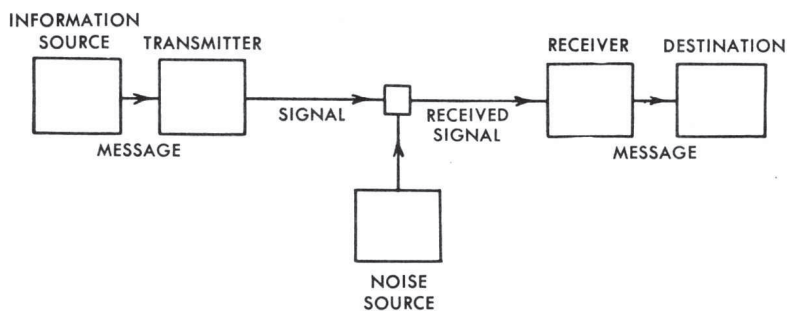 INFORMATION
SOURCE
TRANSMITTER
RECEIVER
DESTINATION
SIGNAL
RECEIVED
SIGNAL
MESSAGE
MESSAGE
NOISE
SOURCE